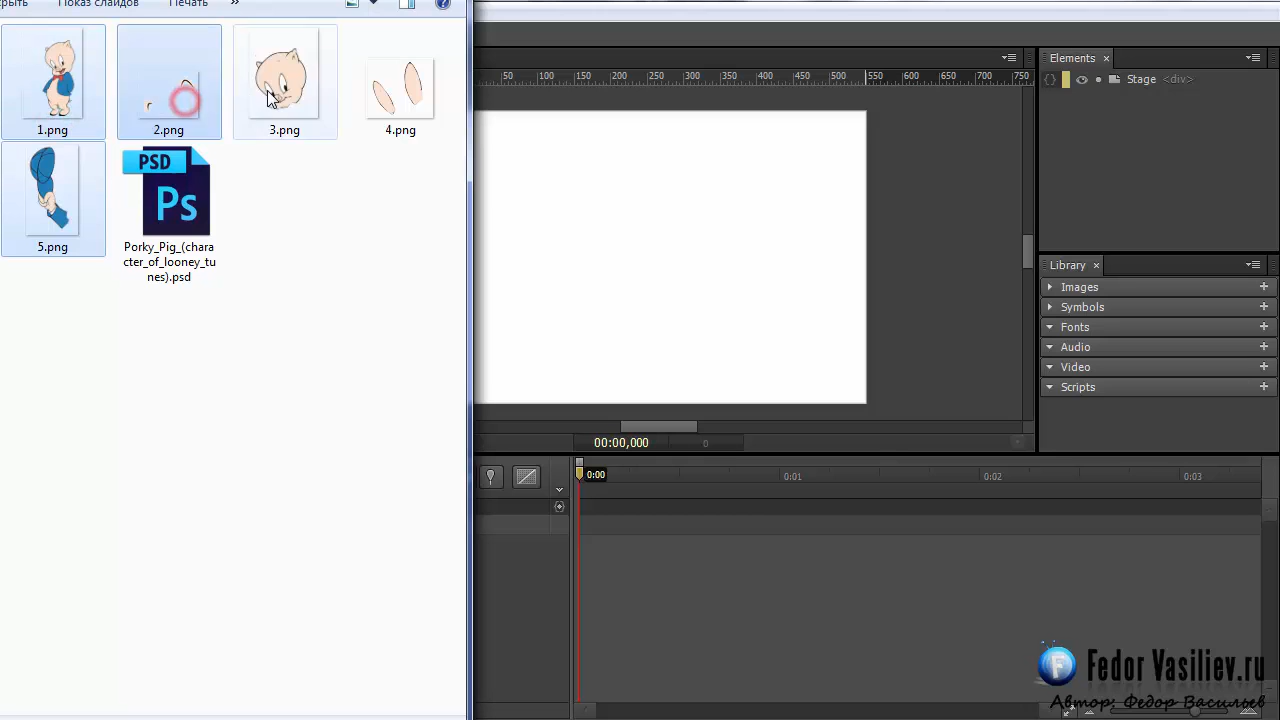 рыть Показ слайдов Печать »
1.png 2.png 3.png 4.png
PSD
Ps
5.png
Porky_Pig_(chara
cter_of_looney_tu
nes).psd
50 100 150 200 250 300 350 400 450 500 550 600 650 700 750
00:00,000 0
0:00 0:01 0:02 0:03
Elements ×
{} Stage <div>
Library ×
Images +
Symbols +
Fonts +
Audio +
Video +
Scripts +
F Fedor Vasiliev.ru
Автор: Федор Васильев